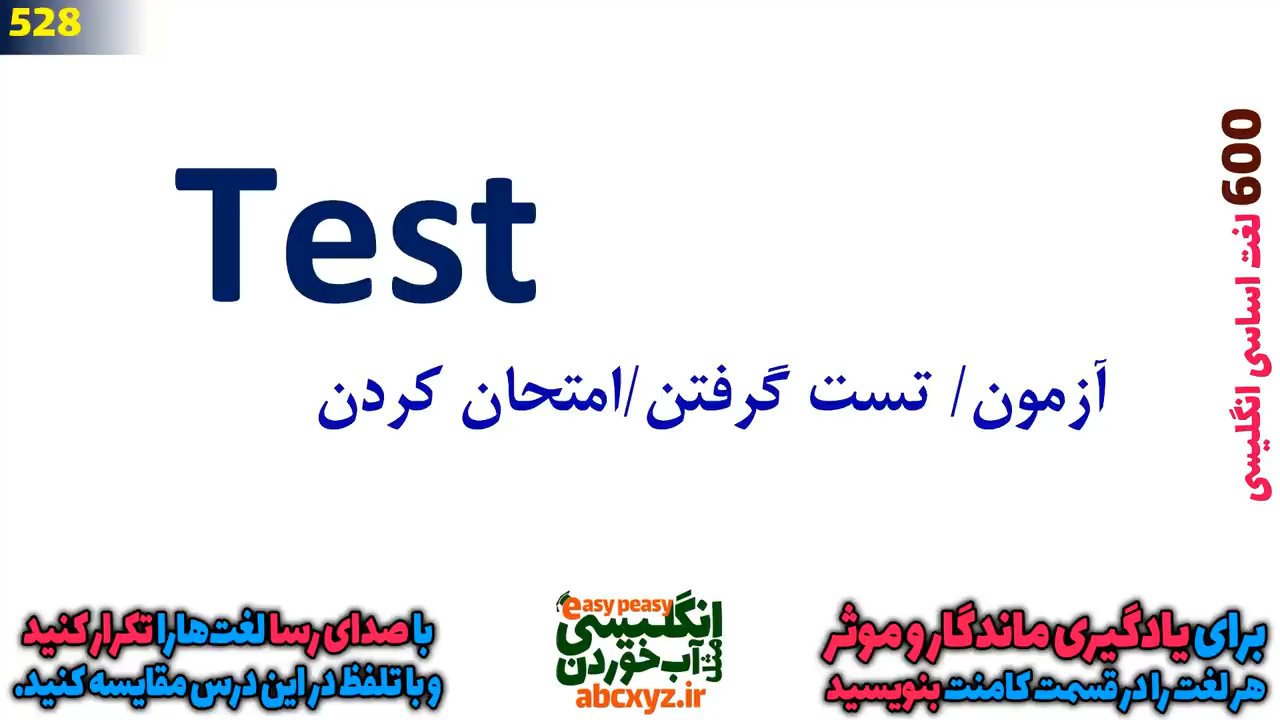 528
Test
آزمون/ تست گرفتن/امتحان کردن
600 لغت اساسی انگلیسی
برای یادگیری ماندگار و موثر
هر لغت را در قسمت کامنت بنویسید
easy peasy
انگلیسی
مثل آب خوردن
abcxyz.ir
با صدای رسا لغت‌ها را تکرار کنید
و با تلفظ در این درس مقایسه کنید.